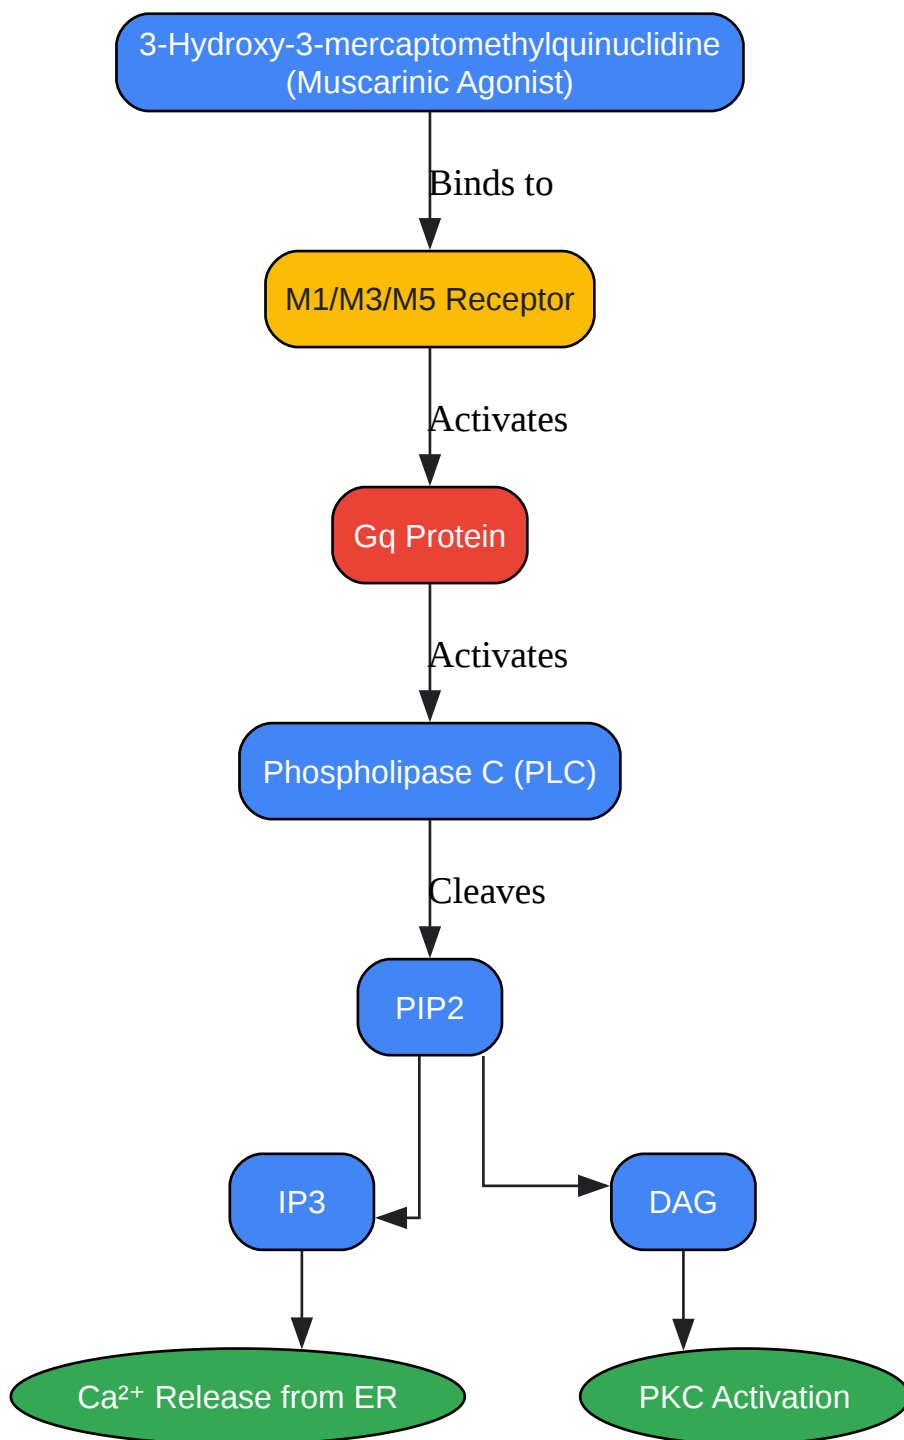 3-Hydroxy-3-mercaptomethylquinuclidine
(Muscarinic Agonist)
Binds to
M1/M3/M5 Receptor
Activates
Gq Protein
Activates
Phospholipase C (PLC)
Cleaves
PIP2
IP3
DAG
Ca²⁺ Release from ER
PKC Activation